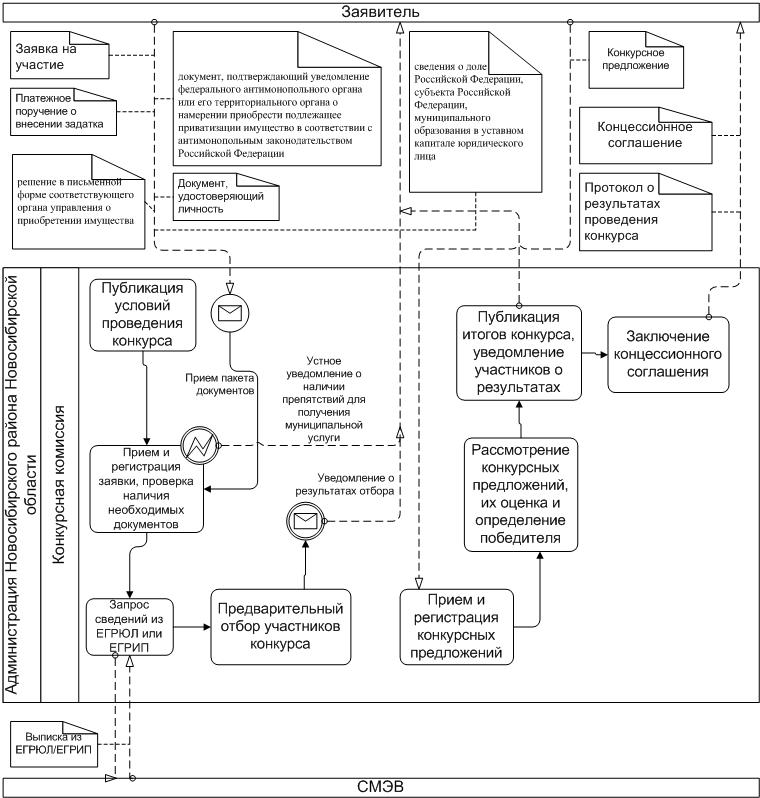 Заявитель
Заявка на
участие
Платежное
поручение о
внесении задатка
решение в письменной
форме соответствующего
органа управления о
приобретении имущества
документ, подтверждающий уведомление
федерального антимонопольного органа
или его территориального органа о
намерении приобрести подлежащее
приватизации имущество в соответствии с
антимонопольным законодательством
Российской Федерации
Документ,
удостоверяющий
личность
сведения о доле
Российской Федерации,
субъекта Российской
Федерации,
муниципального
образования в уставном
капитале юридического
лица
Конкурсное
предложение
Концессионное
соглашение
Протокол о
результатах
проведения
конкурса
Администрация Новосибирского района Новосибирской
области
Конкурсная комиссия
Публикация
условий
проведения
конкурса
Прием пакета
документов
Устное
уведомление о
наличии
препятствий для
получения
муниципальной
услуги
Прием и
регистрация
заявки, проверка
наличия
необходимых
документов
Уведомление о
результатах отбора
Запрос
сведений из
ЕГРЮЛ или
ЕГРИП
Предварительный
отбор участников
конкурса
Прием и
регистрация
конкурсных
предложений
Рассмотрение
конкурсных
предложений,
их оценка и
определение
победителя
Публикация
итогов конкурса,
уведомление
участников о
результатах
Заключение
концессионного
соглашения
Выписка из
ЕГРЮЛ/ЕГРИП
СМЭВ